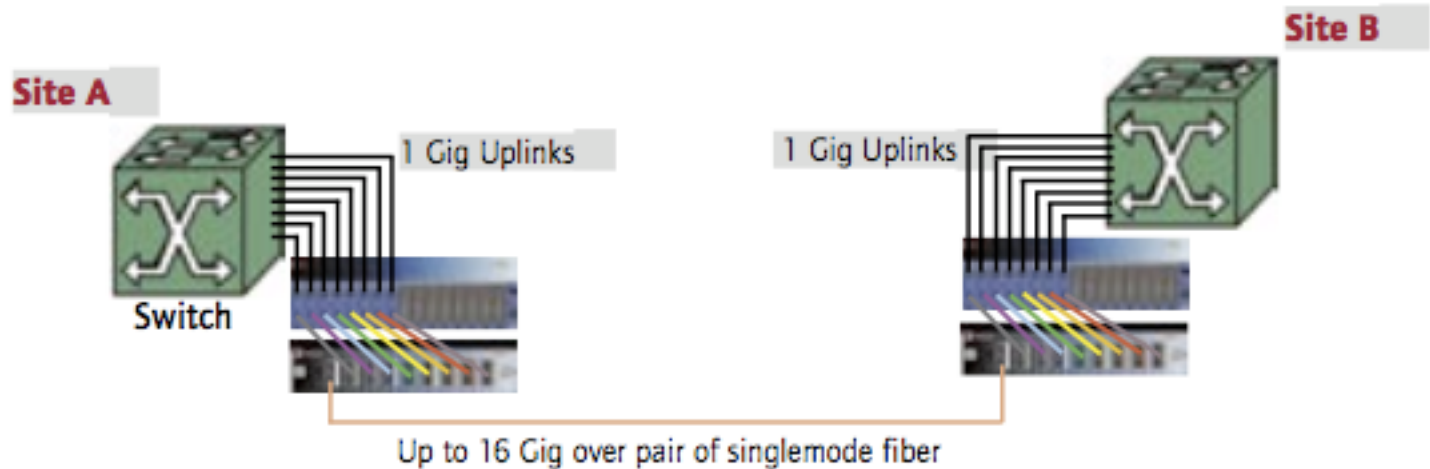 Site B
Site A
1 Gig Uplinks
1 Gig Uplinks
Switch
Up to 16 Gig over pair of singlemode fiber